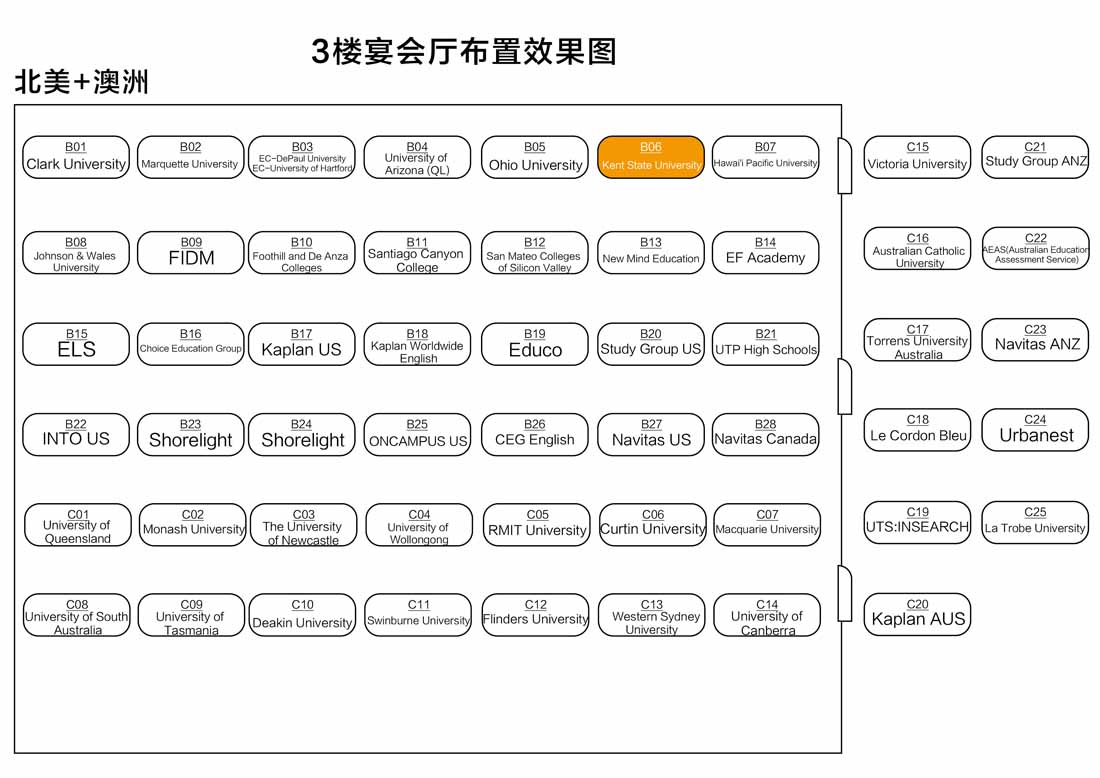 3楼宴会厅布置效果图
北美+澳洲
B01
Clark University
B02
Marquette University
B03
EC-DePaul University
EC-University of Hartford
B04
University of
Arizona (QL)
B05
Ohio University
B06
Kent State University
B07
Hawai'i Pacific University
C15
Victoria University
C21
Study Group ANZ
B08
Johnson & Wales
University
B09
FIDM
B10
Foothill and De Anza
Colleges
B11
Santiago Canyon
College
B12
San Mateo Colleges
of Silicon Valley
B13
New Mind Education
B14
EF Academy
C16
Australian Catholic
University
C22
AEAS(Australian Education
Assessment Service)
B15
ELS
B16
Choice Education Group
B17
Kaplan US
B18
Kaplan Worldwide
English
B19
Educo
B20
Study Group US
B21
UTP High Schools
C17
Torrens University
Australia
C23
Navitas ANZ
B22
INTO US
B23
Shorelight
B24
Shorelight
B25
ONCAMPUS US
B26
CEG English
B27
Navitas US
B28
Navitas Canada
C18
Le Cordon Bleu
C24
Urbanest
C01
University of
Queensland
C02
Monash University
C03
The University
of Newcastle
C04
University of
Wollongong
C05
RMIT University
C06
Curtin University
C07
Macquarie University
C19
UTS:INSEARCH
C25
La Trobe University
C08
University of South
Australia
C09
University of
Tasmania
C10
Deakin University
C11
Swinburne University
C12
Flinders University
C13
Western Sydney
University
C14
University of
Canberra
C20
Kaplan AUS